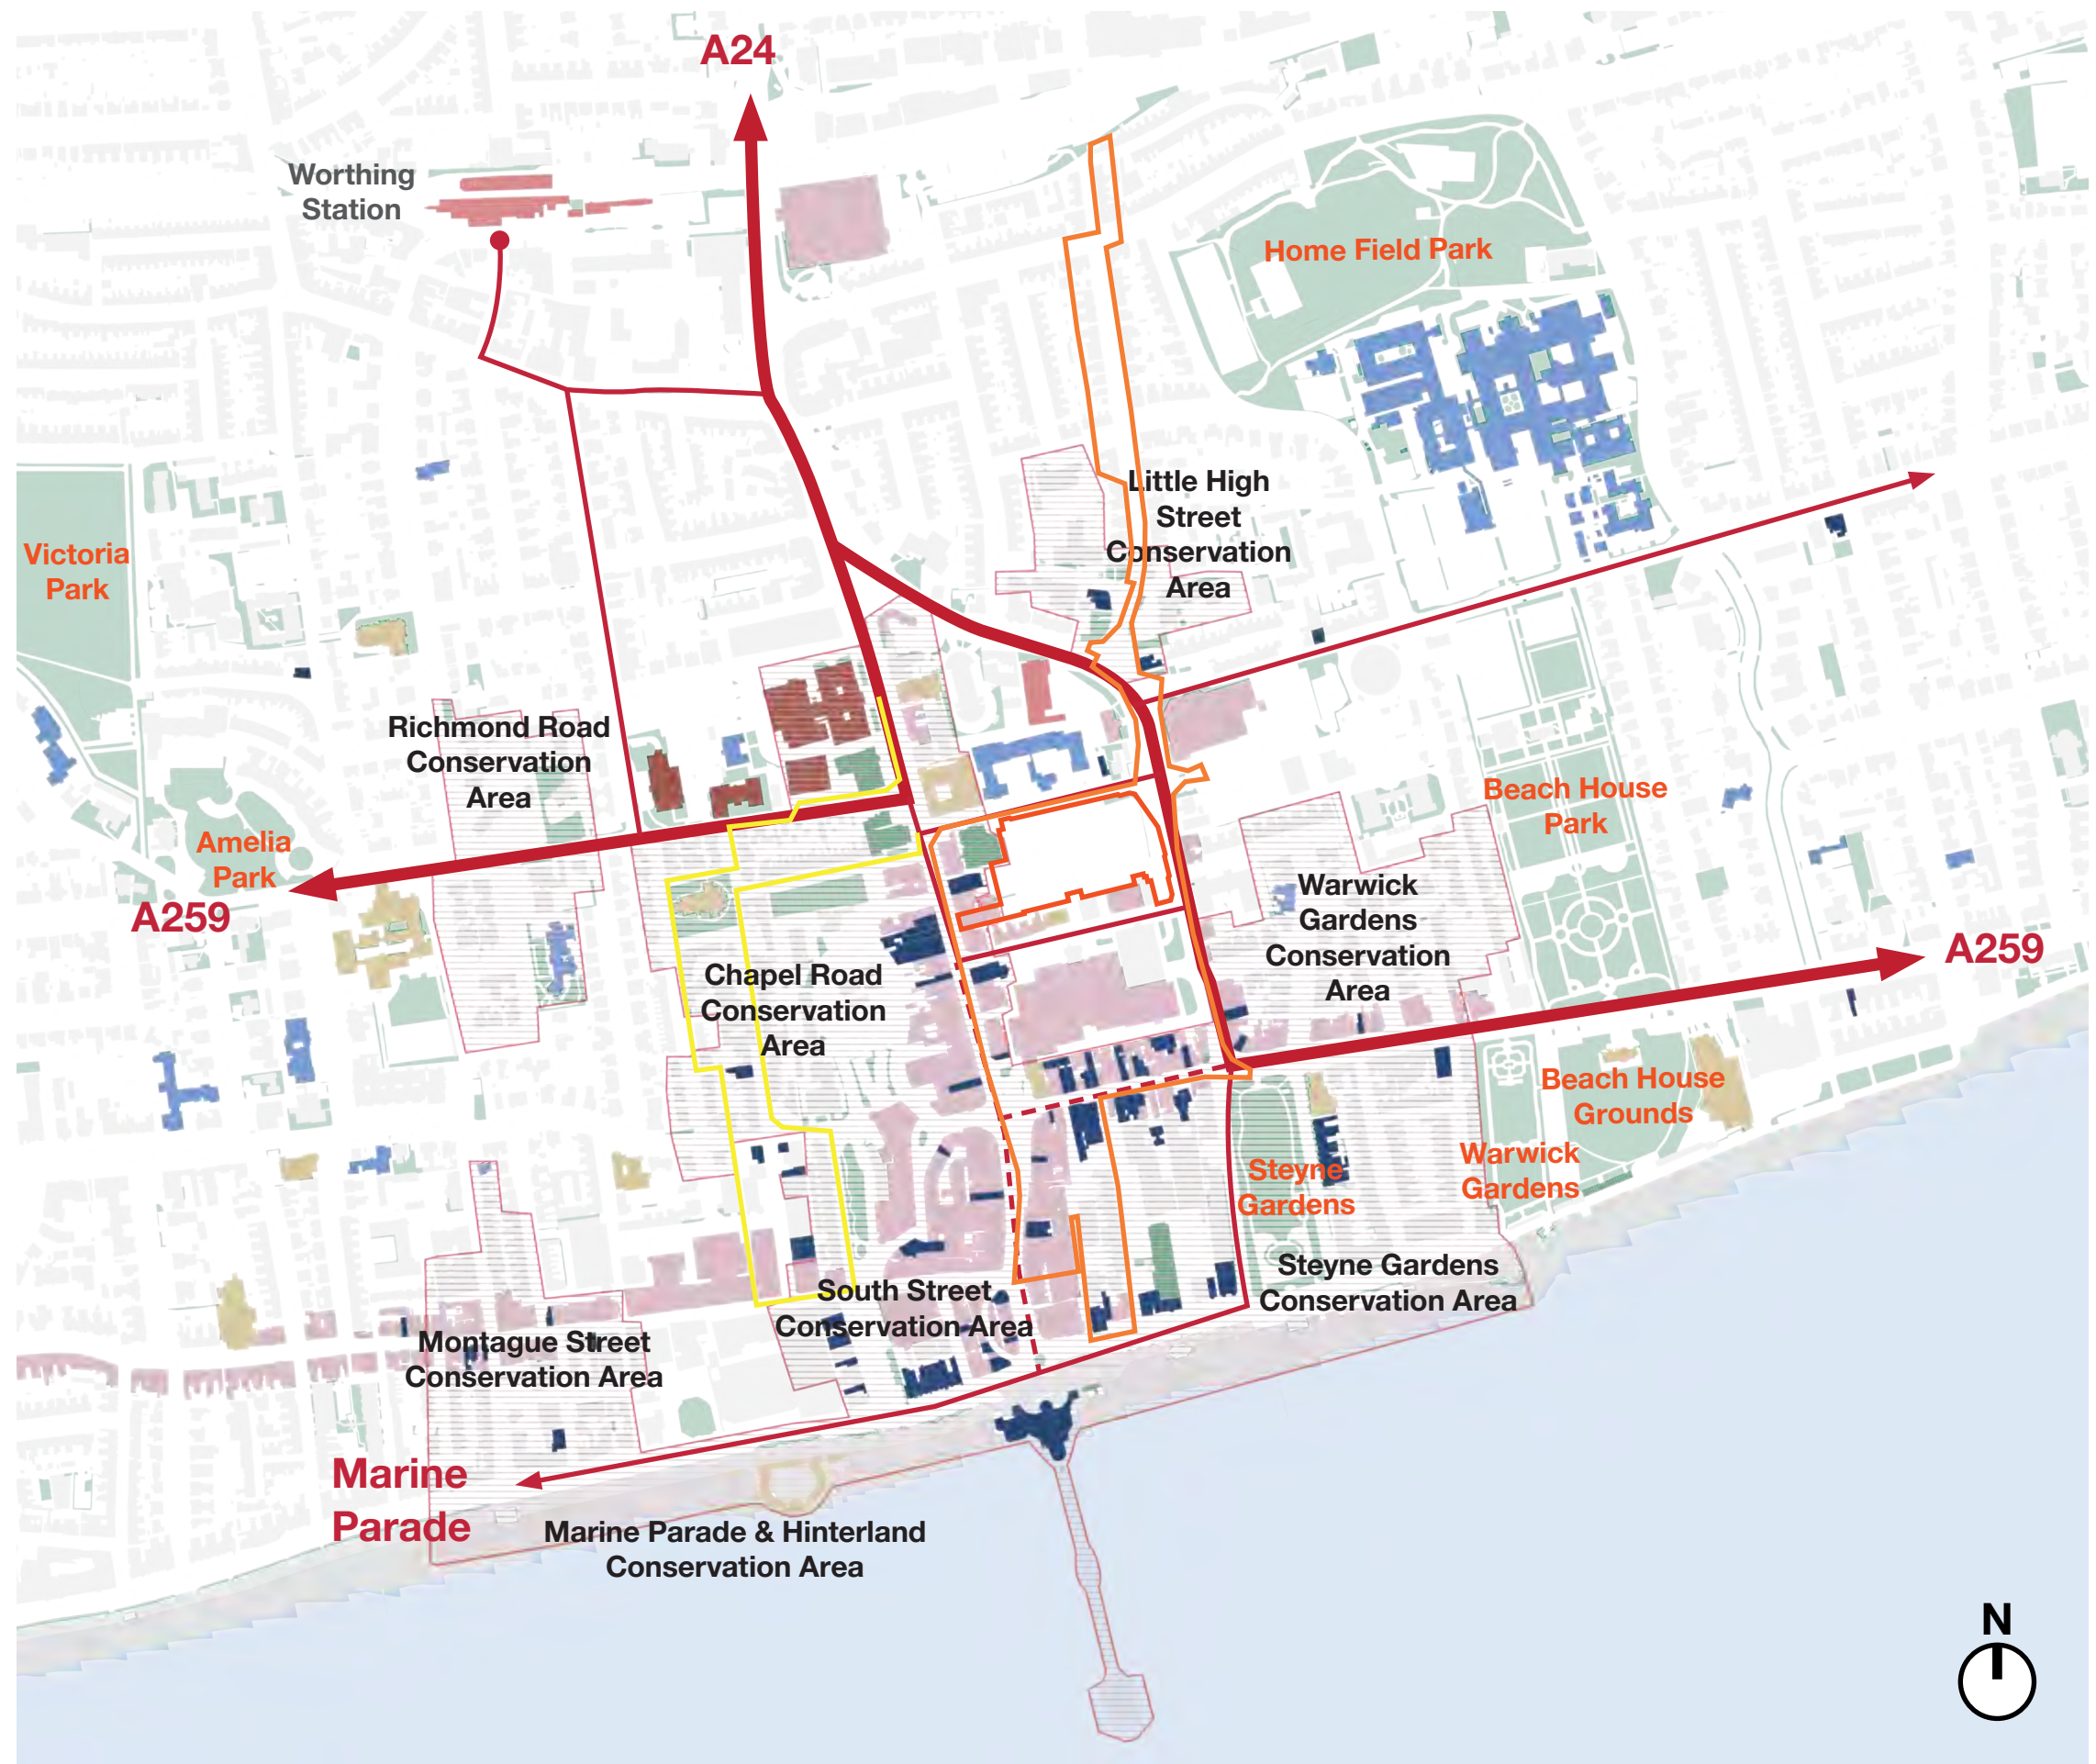 A24
Worthing
Station
Home Field Park
Little High
Street
Conservation
Area
Victoria
Park
Richmond Road
Conservation
Area
Beach House
Park
Amelia
Park
A259
Warwick
Gardens
Conservation
Area
A259
Chapel Road
Conservation
Area
Beach House
Grounds
Warwick
Gardens
Steyne
Gardens
Steyne Gardens
Conservation Area
South Street
Conservation Area
Montague Street
Conservation Area
Marine
Parade
Marine Parade & Hinterland
Conservation Area
N